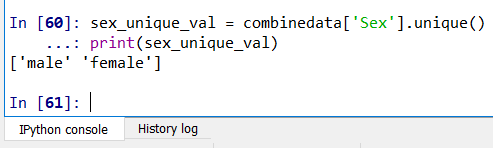 In [60]: sex_unique_val = combinedata['Sex'].unique()
...: print(sex_unique_val)
['male' 'female']
In [61]:
IPython console History log